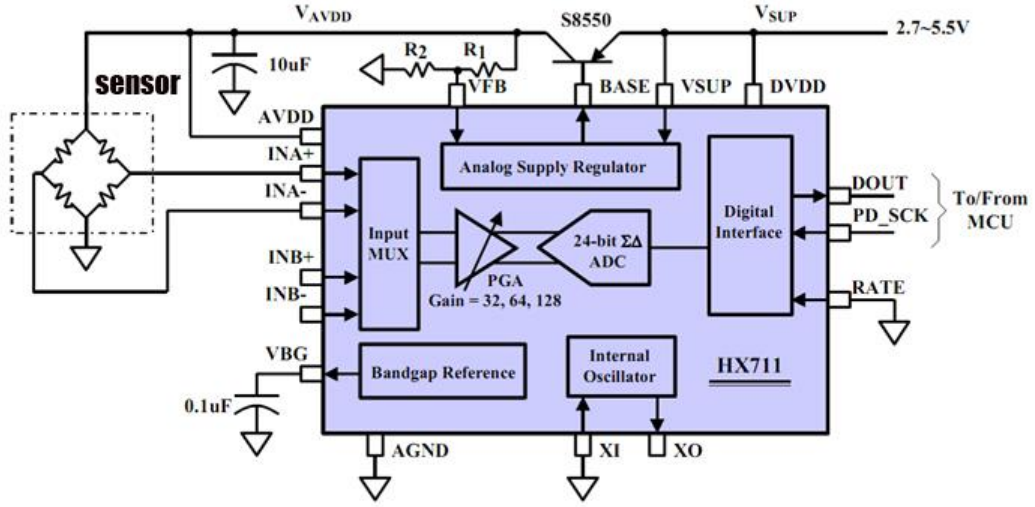 VAVDD
S8550
VSUP
2.7~5.5V
10uF
R2
R1
sensor
VFB
BASE
VSUP
DVDD
AVDD
INA+
INA-
INB+
INB-
VBG
Analog Supply Regulator
Input
MUX
PGA
Gain = 32, 64, 128
24-bit ΣΔ
ADC
Digital
Interface
DOUT
PD_SCK
To/From
MCU
RATE
Bandgap Reference
Internal
Oscillator
HX711
0.1uF
AGND
XI
XO